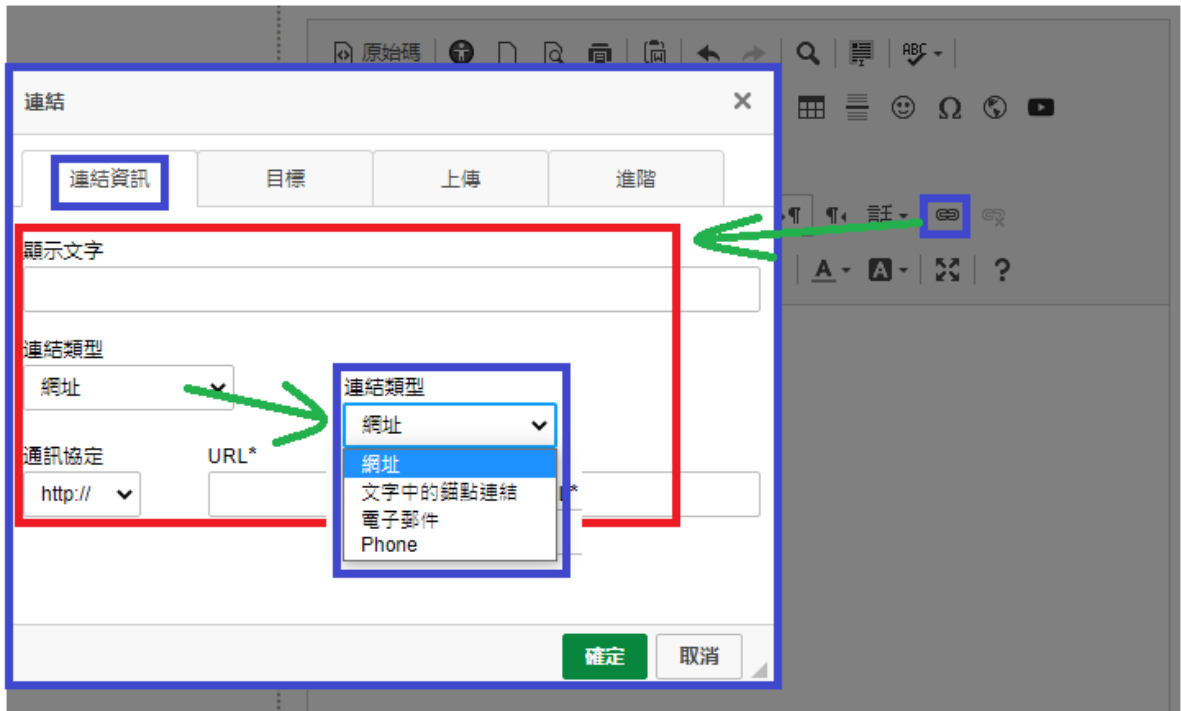 原始碼 ABC
連結 ×
連結資訊 目標 上傳 進階
Ω
¶ ¶ 話
A A ?
顯示文字
連結類型
網址
連結類型
網址
通訊協定 URL*
http://
網址
文字中的錨點連結
電子郵件
Phone
確定 取消